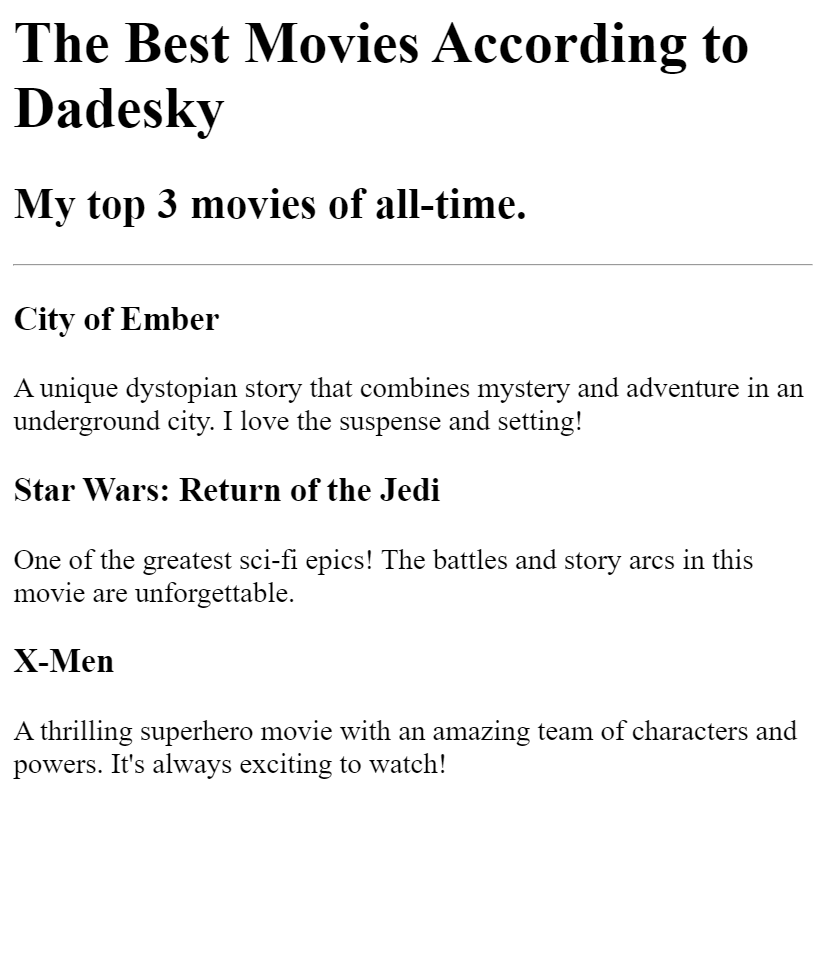 The Best Movies According to
Dadesky
My top 3 movies of all-time.
City of Ember
A unique dystopian story that combines mystery and adventure in an
underground city. I love the suspense and setting!
Star Wars: Return of the Jedi
One of the greatest sci-fi epics! The battles and story arcs in this
movie are unforgettable.
X-Men
A thrilling superhero movie with an amazing team of characters and
powers. It's always exciting to watch!